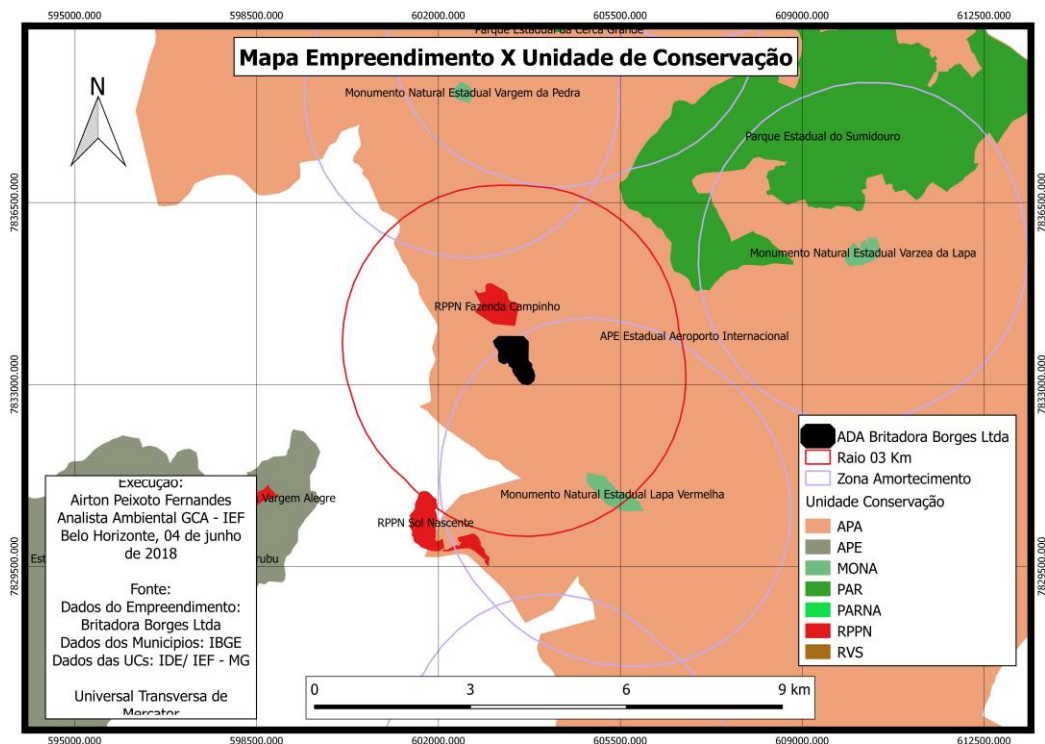 595000.000 598500.000 602000.000 605500.000 609000.000 612500.000
Parque Estadual da Cerca Grande
Mapa Empreendimento X Unidade de Conservação
N
Monumento Natural Estadual Vargem da Pedra
Parque Estadual do Sumidouro
7836500.000 7836500.000
Monumento Natural Estadual Varzea da Lapa
RPPN Fazenda Campinho
APE Estadual Aeroporto Internacional
7833000.000 7833000.000
ADA Britadora Borges Ltda
Raio 03 Km
Zona Amortecimento
Unidade Conservação
APA
APE
MONA
PAR
PARNA
RPPN
RVS
Monumento Natural Estadual Lapa Vermelha
Vargem Alegre
RPPN Sol Nascente
7829500.000 7829500.000
Est
rubu
Execução:
Airton Peixoto Fernandes
Analista Ambiental GCA - IEF
Belo Horizonte, 04 de junho
de 2018
Fonte:
Dados do Empreendimento:
Britadora Borges Ltda
Dados dos Municipios: IBGE
Dados das UCs: IDE/ IEF - MG
Universal Transversa de
Mercator
0 3 6 9 km
595000.000 598500.000 602000.000 605500.000 609000.000 612500.000